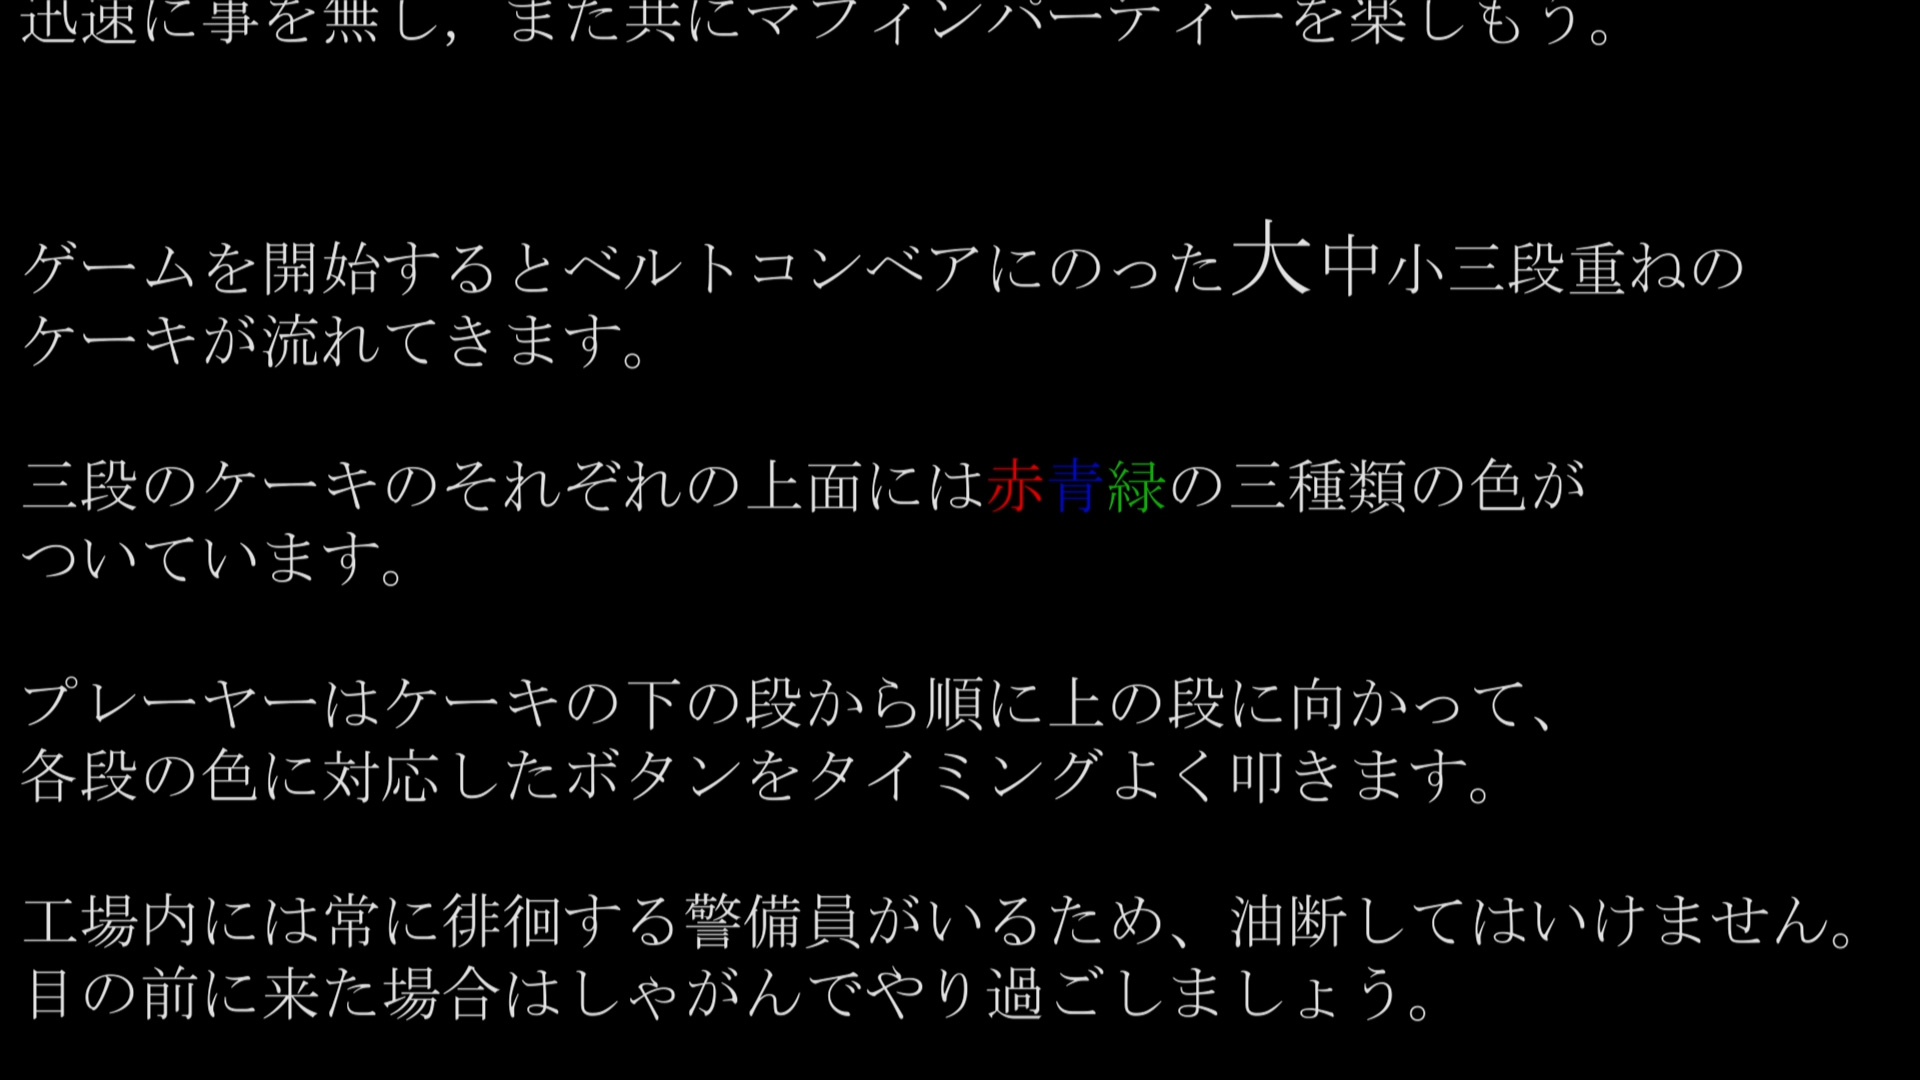 迅速に事を無し，また共にマフィンパーティーを楽しもう。
ゲームを開始するとベルトコンベアにのった大中小三段重ねの
ケーキが流れてきます。
三段のケーキのそれぞれの上面には赤青緑の三種類の色が
ついています。
プレーヤーはケーキの下の段から順に上の段に向かって、
各段の色に対応したボタンをタイミングよく叩きます。
工場内には常に徘徊する警備員がいるため、油断してはいけません。
目の前に来た場合はしゃがんでやり過ごしましょう。